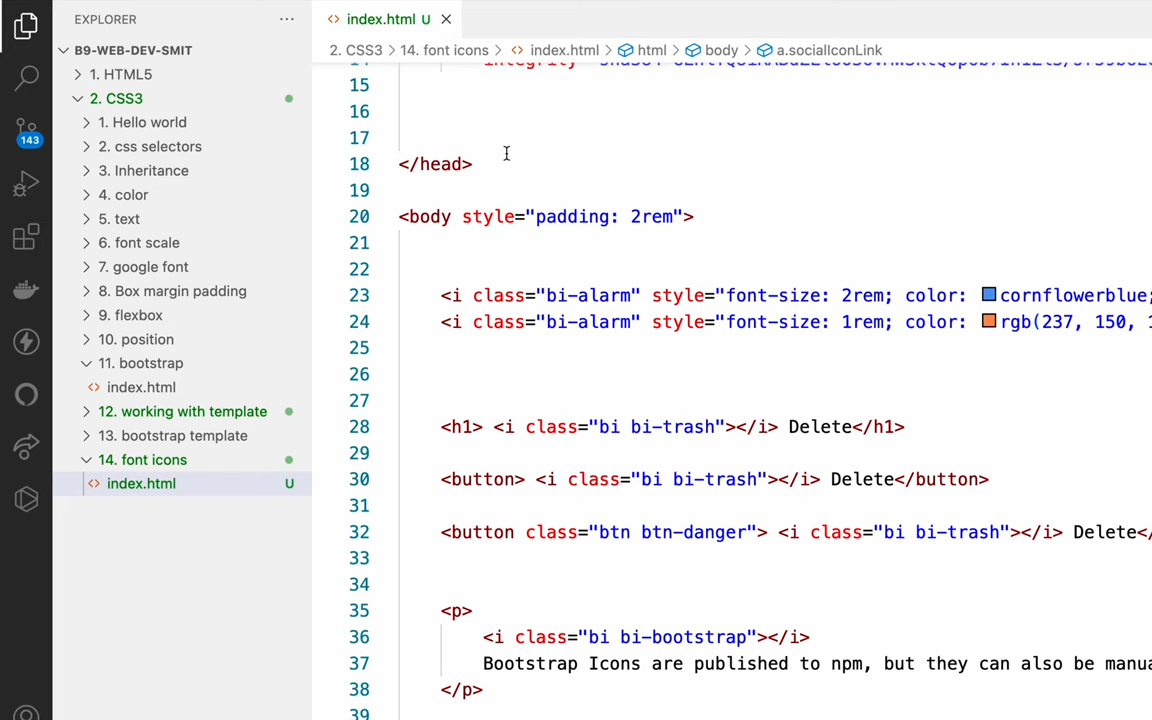 EXPLORER
B9-WEB-DEV-SMIT
1. HTML5
2. CSS3
1. Hello world
2. css selectors
3. Inheritance
4. color
5. text
6. font scale
7. google font
8. Box margin padding
9. flexbox
10. position
11. bootstrap
<> index.html
12. working with template
13. bootstrap template
14. font icons
<> index.html U
143
<> index.html U ×
2. CSS3 > 14. font icons > <> index.html > html > body > a.socialIconLink
15
16
17
18 </head>
19
20 <body style="padding: 2rem">
21
22
23 <i class="bi-alarm" style="font-size: 2rem; color: cornflowerblue;
24 <i class="bi-alarm" style="font-size: 1rem; color: rgb(237, 150, 1
25
26
27
28 <h1> <i class="bi bi-trash"></i> Delete</h1>
29
30 <button> <i class="bi bi-trash"></i> Delete</button>
31
32 <button class="btn btn-danger"> <i class="bi bi-trash"></i> Delete</
33
34
35 <p>
36 <i class="bi bi-bootstrap"></i>
37 Bootstrap Icons are published to npm, but they can also be manua
38 </p>
39